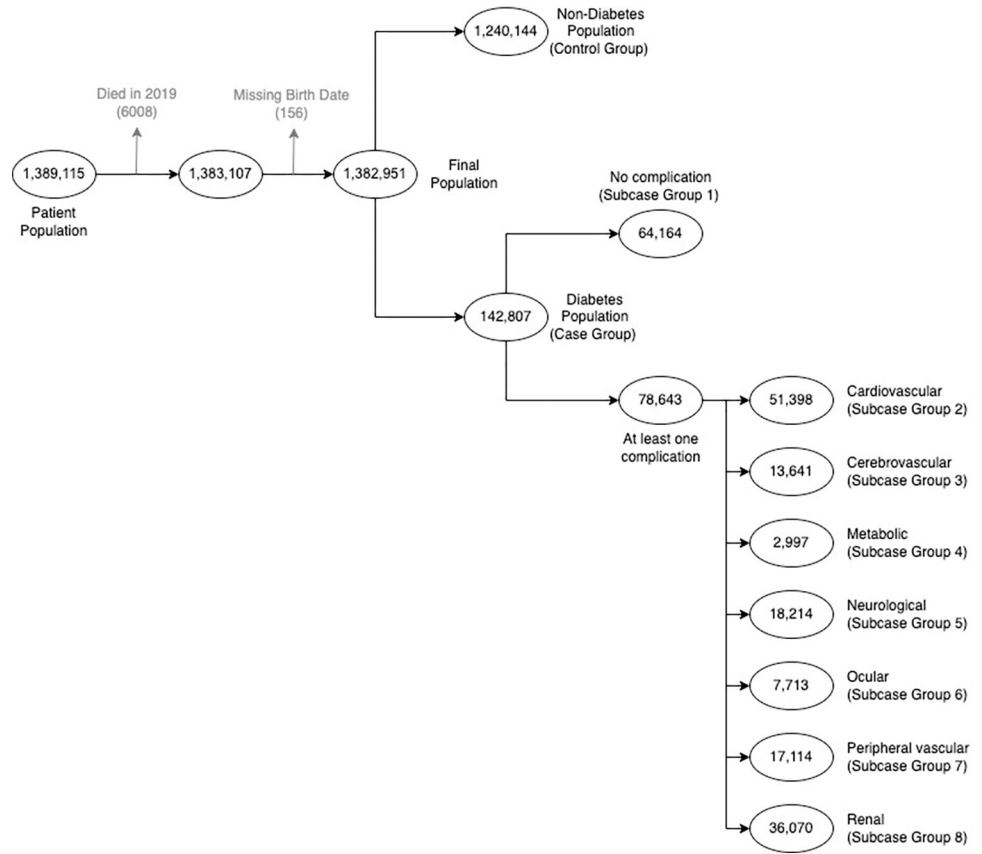 1,240,144
Non-Diabetes
Population
(Control Group)
Died in 2019
(6008)
Missing Birth Date
(156)
1,389,115
Patient
Population
1,383,107
1,382,951
Final
Population
No complication
(Subcase Group 1)
64,164
142,807
Diabetes
Population
(Case Group)
78,643
At least one
complication
51,398
Cardiovascular
(Subcase Group 2)
13,641
Cerebrovascular
(Subcase Group 3)
2,997
Metabolic
(Subcase Group 4)
18,214
Neurological
(Subcase Group 5)
7,713
Ocular
(Subcase Group 6)
17,114
Peripheral vascular
(Subcase Group 7)
36,070
Renal
(Subcase Group 8)